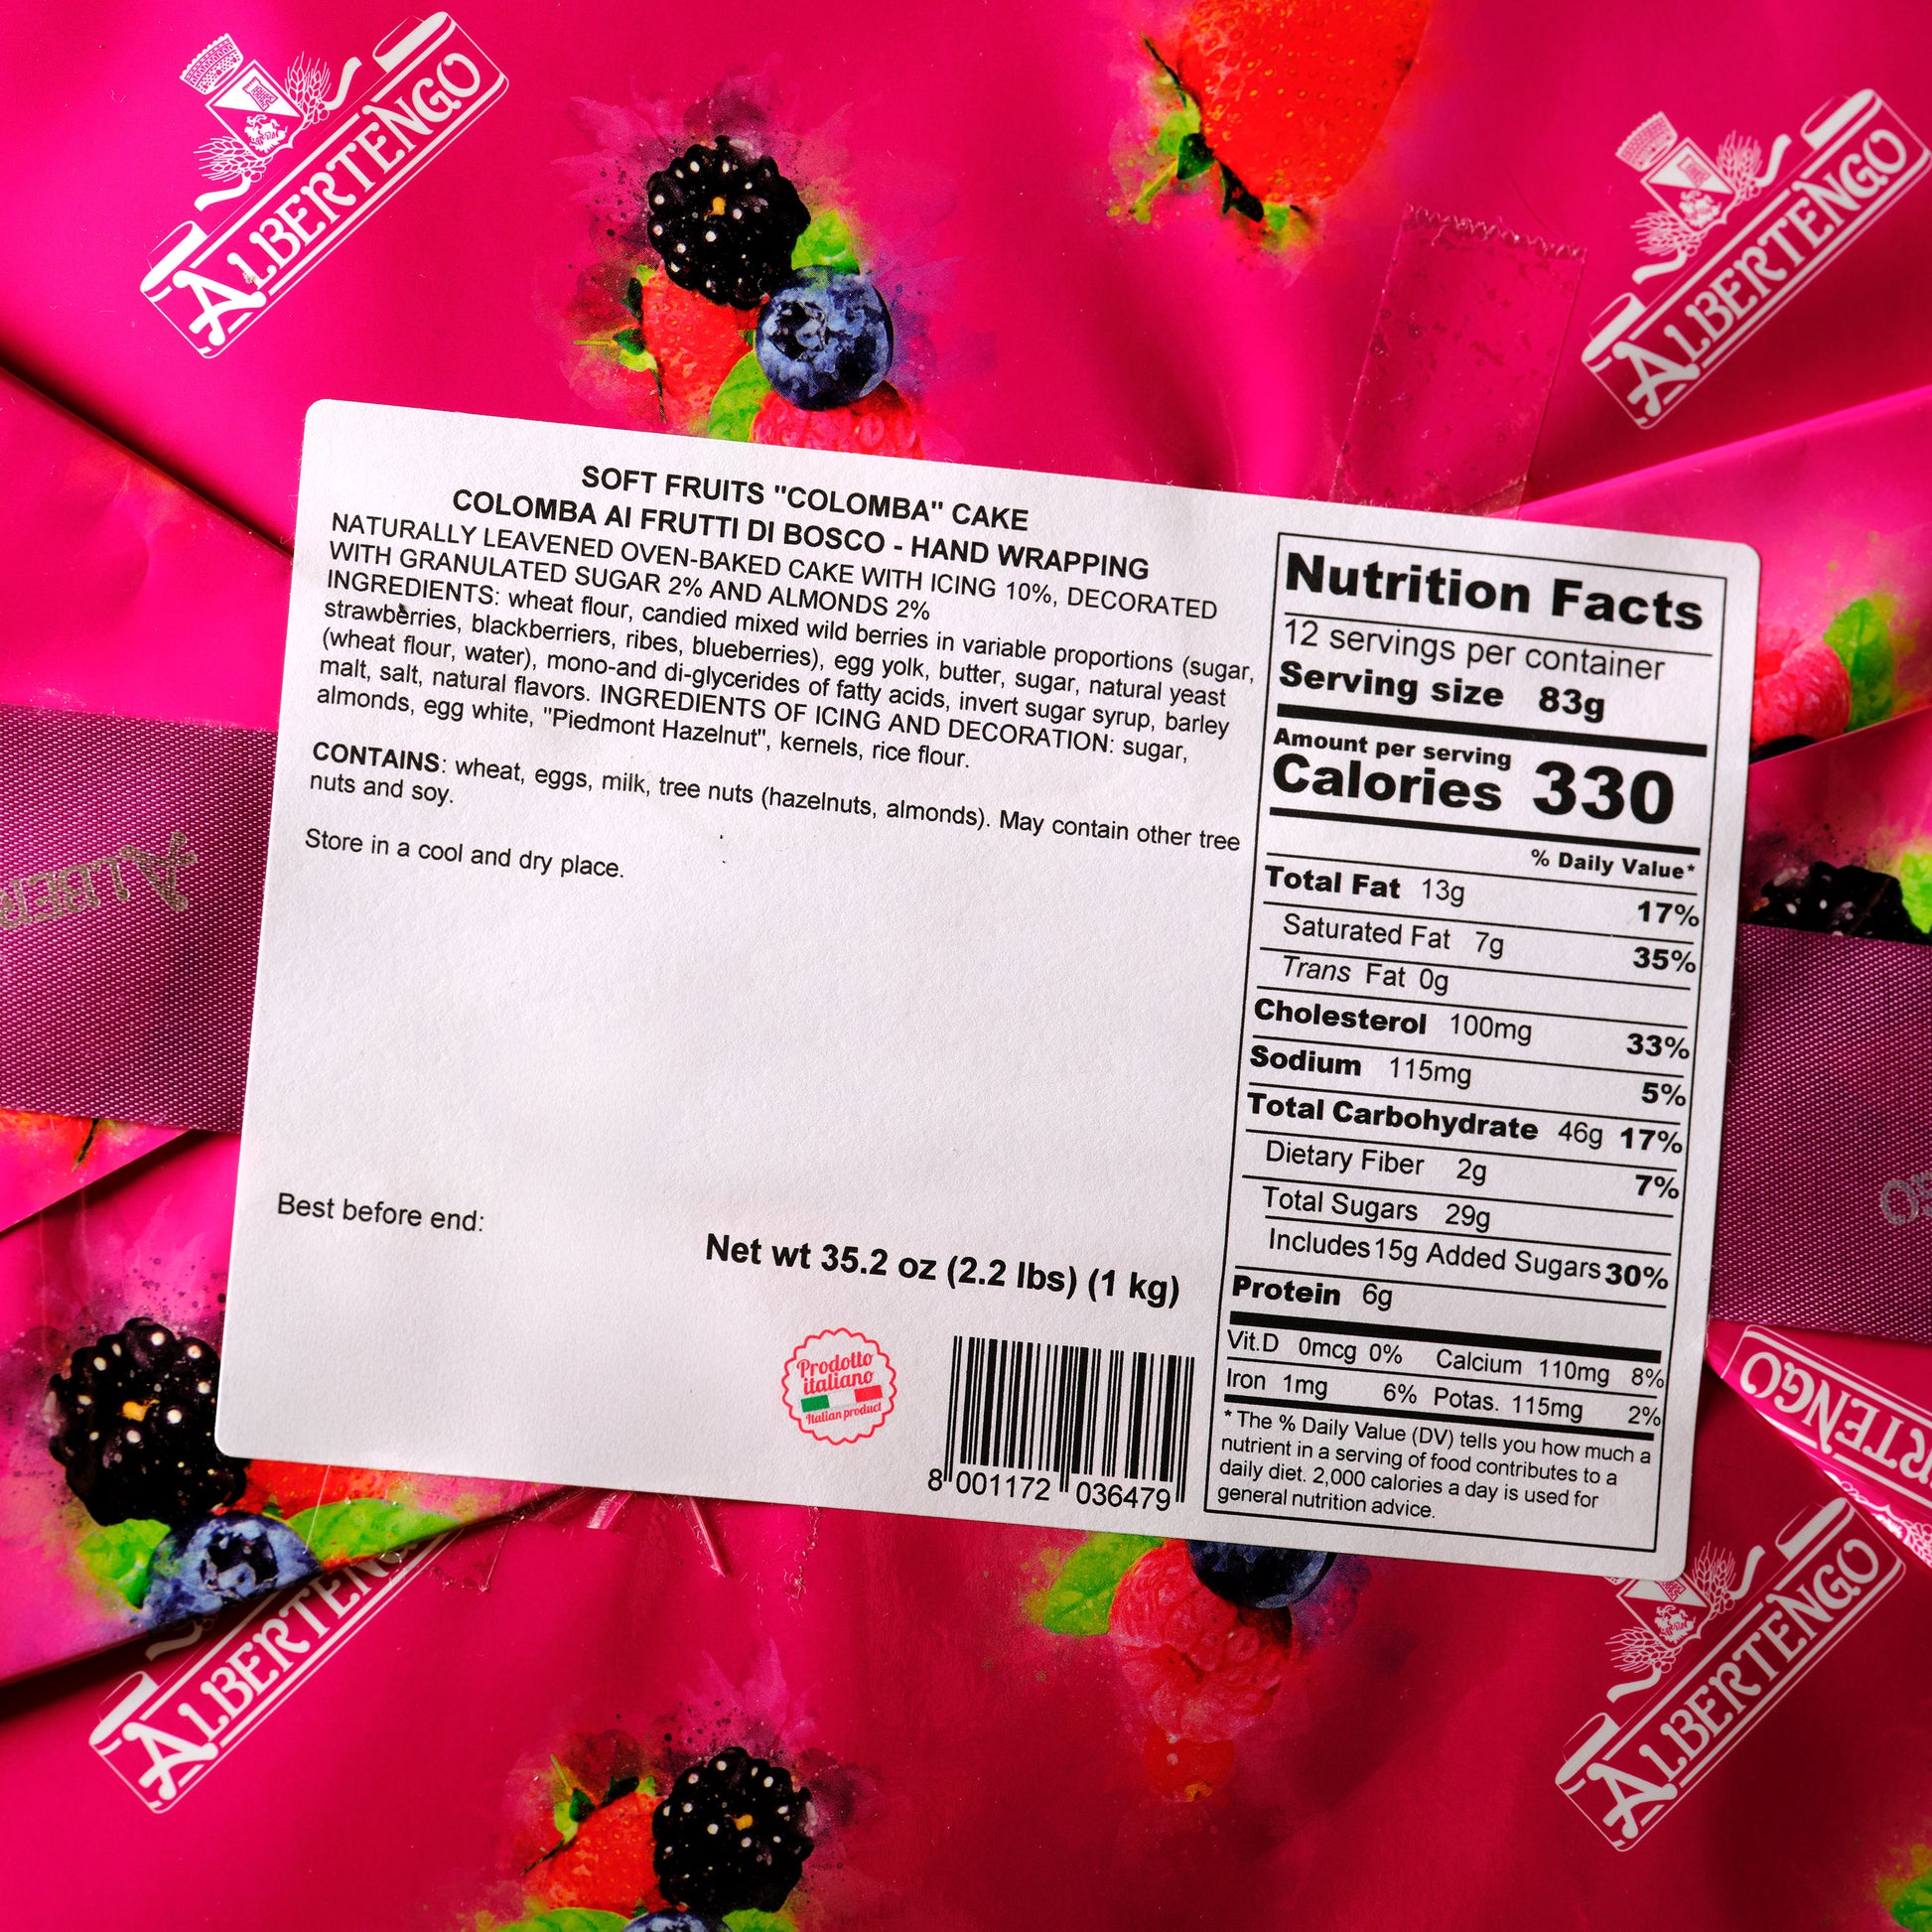 ALBERTENGO
ALBERTENGO
SOFT FRUITS "COLOMBA" CAKE
COLOMBA AI FRUTTI DI BOSCO - HAND WRAPPING
NATURALLY LEAVENED OVEN-BAKED CAKE WITH ICING 10%, DECORATED
WITH GRANULATED SUGAR 2% AND ALMONDS 2%
INGREDIENTS: wheat flour, candied mixed wild berries in variable proportions (sugar,
strawberries, blackberriers, ribes, blueberries), egg yolk, butter, sugar, natural yeast
(wheat flour, water), mono-and di-glycerides of fatty acids, invert sugar syrup, barley
malt, salt, natural flavors. INGREDIENTS OF ICING AND DECORATION: sugar,
almonds, egg white, "Piedmont Hazelnut", kernels, rice flour.
CONTAINS: wheat, eggs, milk, tree nuts (hazelnuts, almonds). May contain other tree
nuts and soy.
Store in a cool and dry place.
Best before end:
Net wt 35.2 oz (2.2 lbs) (1 kg)
Prodotto
italiano
Italian product
8 001172 036479
Nutrition Facts
12 servings per container
Serving size 83g
Amount per serving
Calories 330
% Daily Value*
Total Fat 13g 17%
Saturated Fat 7g 35%
Trans Fat 0g
Cholesterol 100mg 33%
Sodium 115mg 5%
Total Carbohydrate 46g 17%
Dietary Fiber 2g 7%
Total Sugars 29g
Includes 15g Added Sugars 30%
Protein 6g
Vit.D 0mcg 0% Calcium 110mg 8%
Iron 1mg 6% Potas. 115mg 2%
* The % Daily Value (DV) tells you how much a
nutrient in a serving of food contributes to a
daily diet. 2,000 calories a day is used for
general nutrition advice.
ALBER
RTENGO
ALBERTENGO
ALBERTENGO